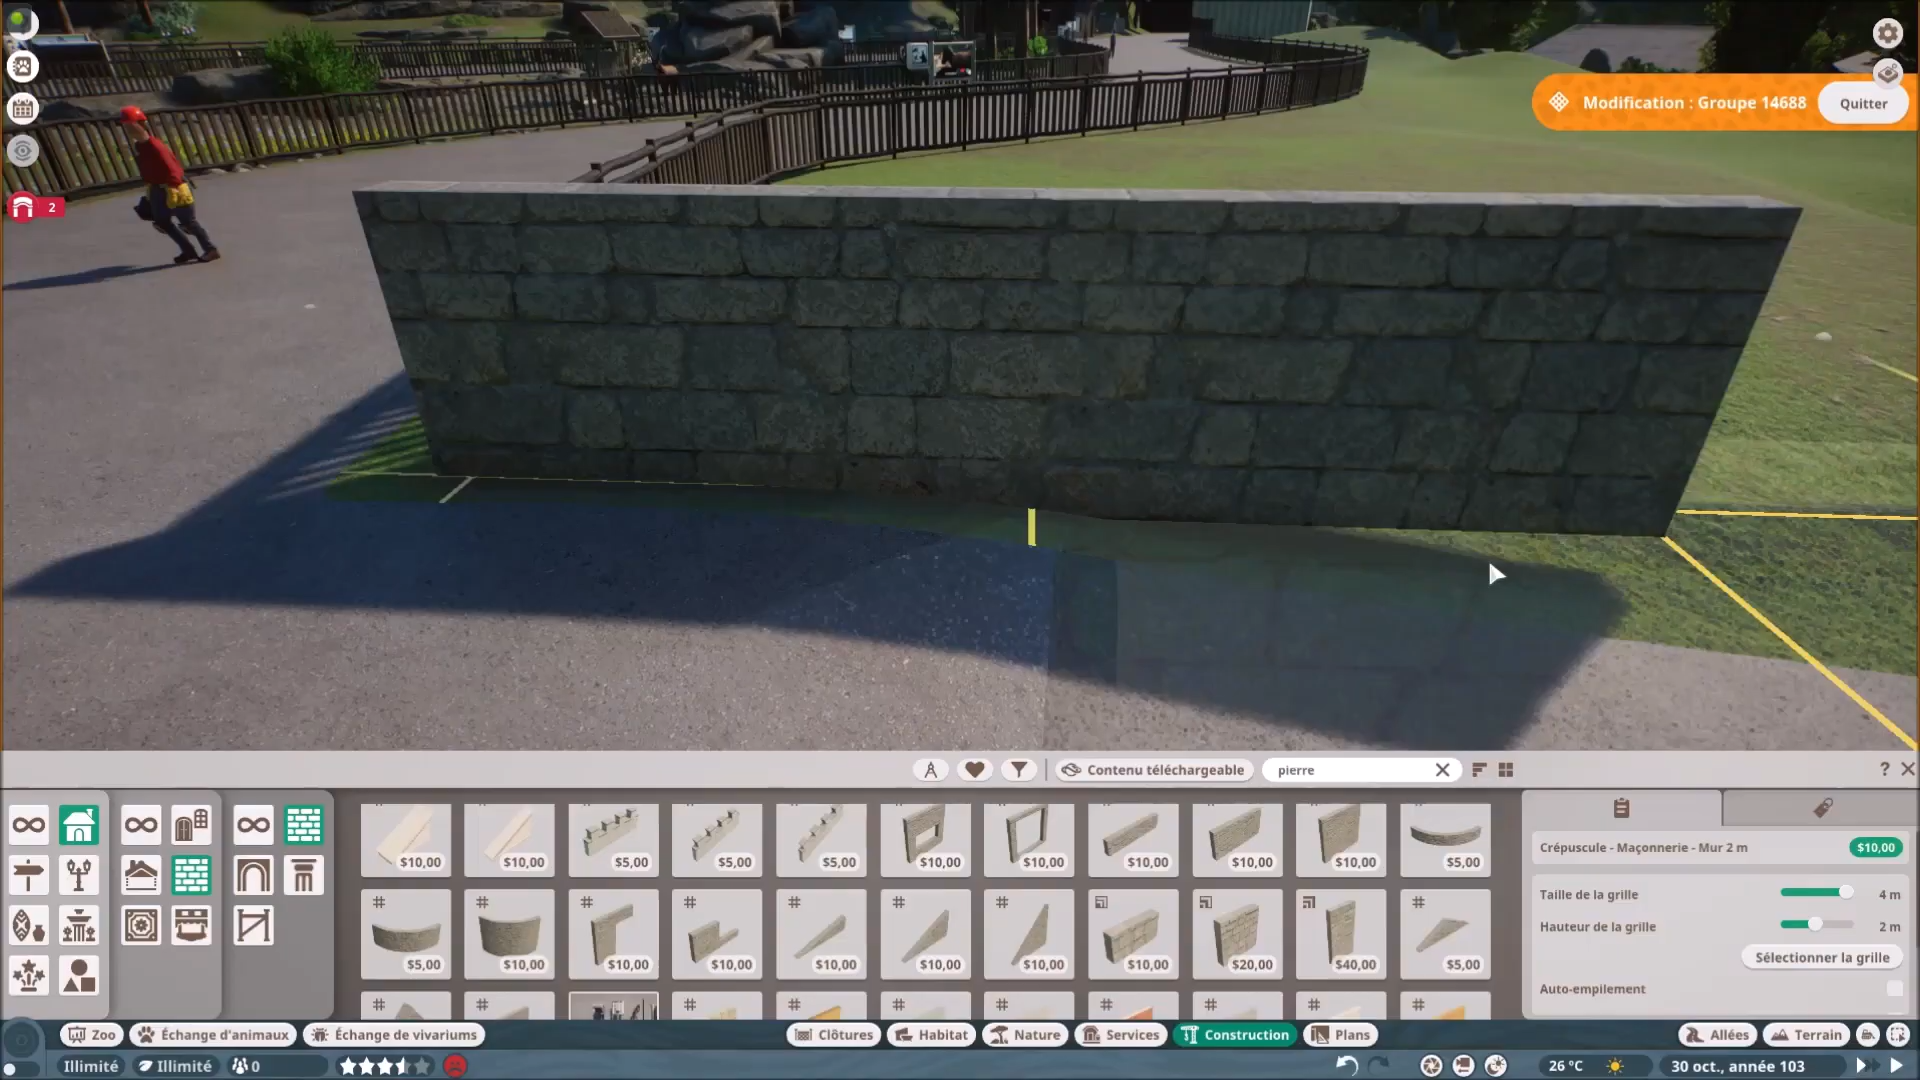 Modification : Groupe 14688
Quitter
2
Contenu téléchargeable
pierre
?
$10,00 $10,00 $5,00 $5,00 $5,00 $10,00 $10,00 $10,00 $10,00 $10,00 $5,00
$5,00 $10,00 $10,00 $10,00 $10,00 $10,00 $10,00 $10,00 $20,00 $40,00 $5,00
Crépuscule - Maçonnerie - Mur 2 m
$10,00
Taille de la grille
4 m
Hauteur de la grille
2 m
Sélectionner la grille
Auto-empilement
Zoo
Échange d'animaux
Échange de vivariums
Clôtures
Habitat
Nature
Services
Construction
Plans
Allées
Terrain
Illimité
Illimité
0
26 °C
30 oct., année 103